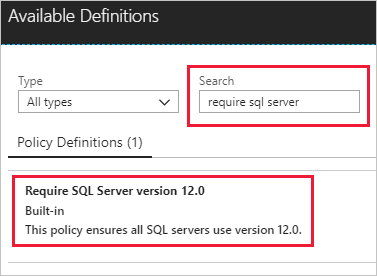 Available Definitions
Type
Search
All types
require sql server
Policy Definitions (1)
Require SQL Server version 12.0
Built-in
This policy ensures all SQL servers use version 12.0.